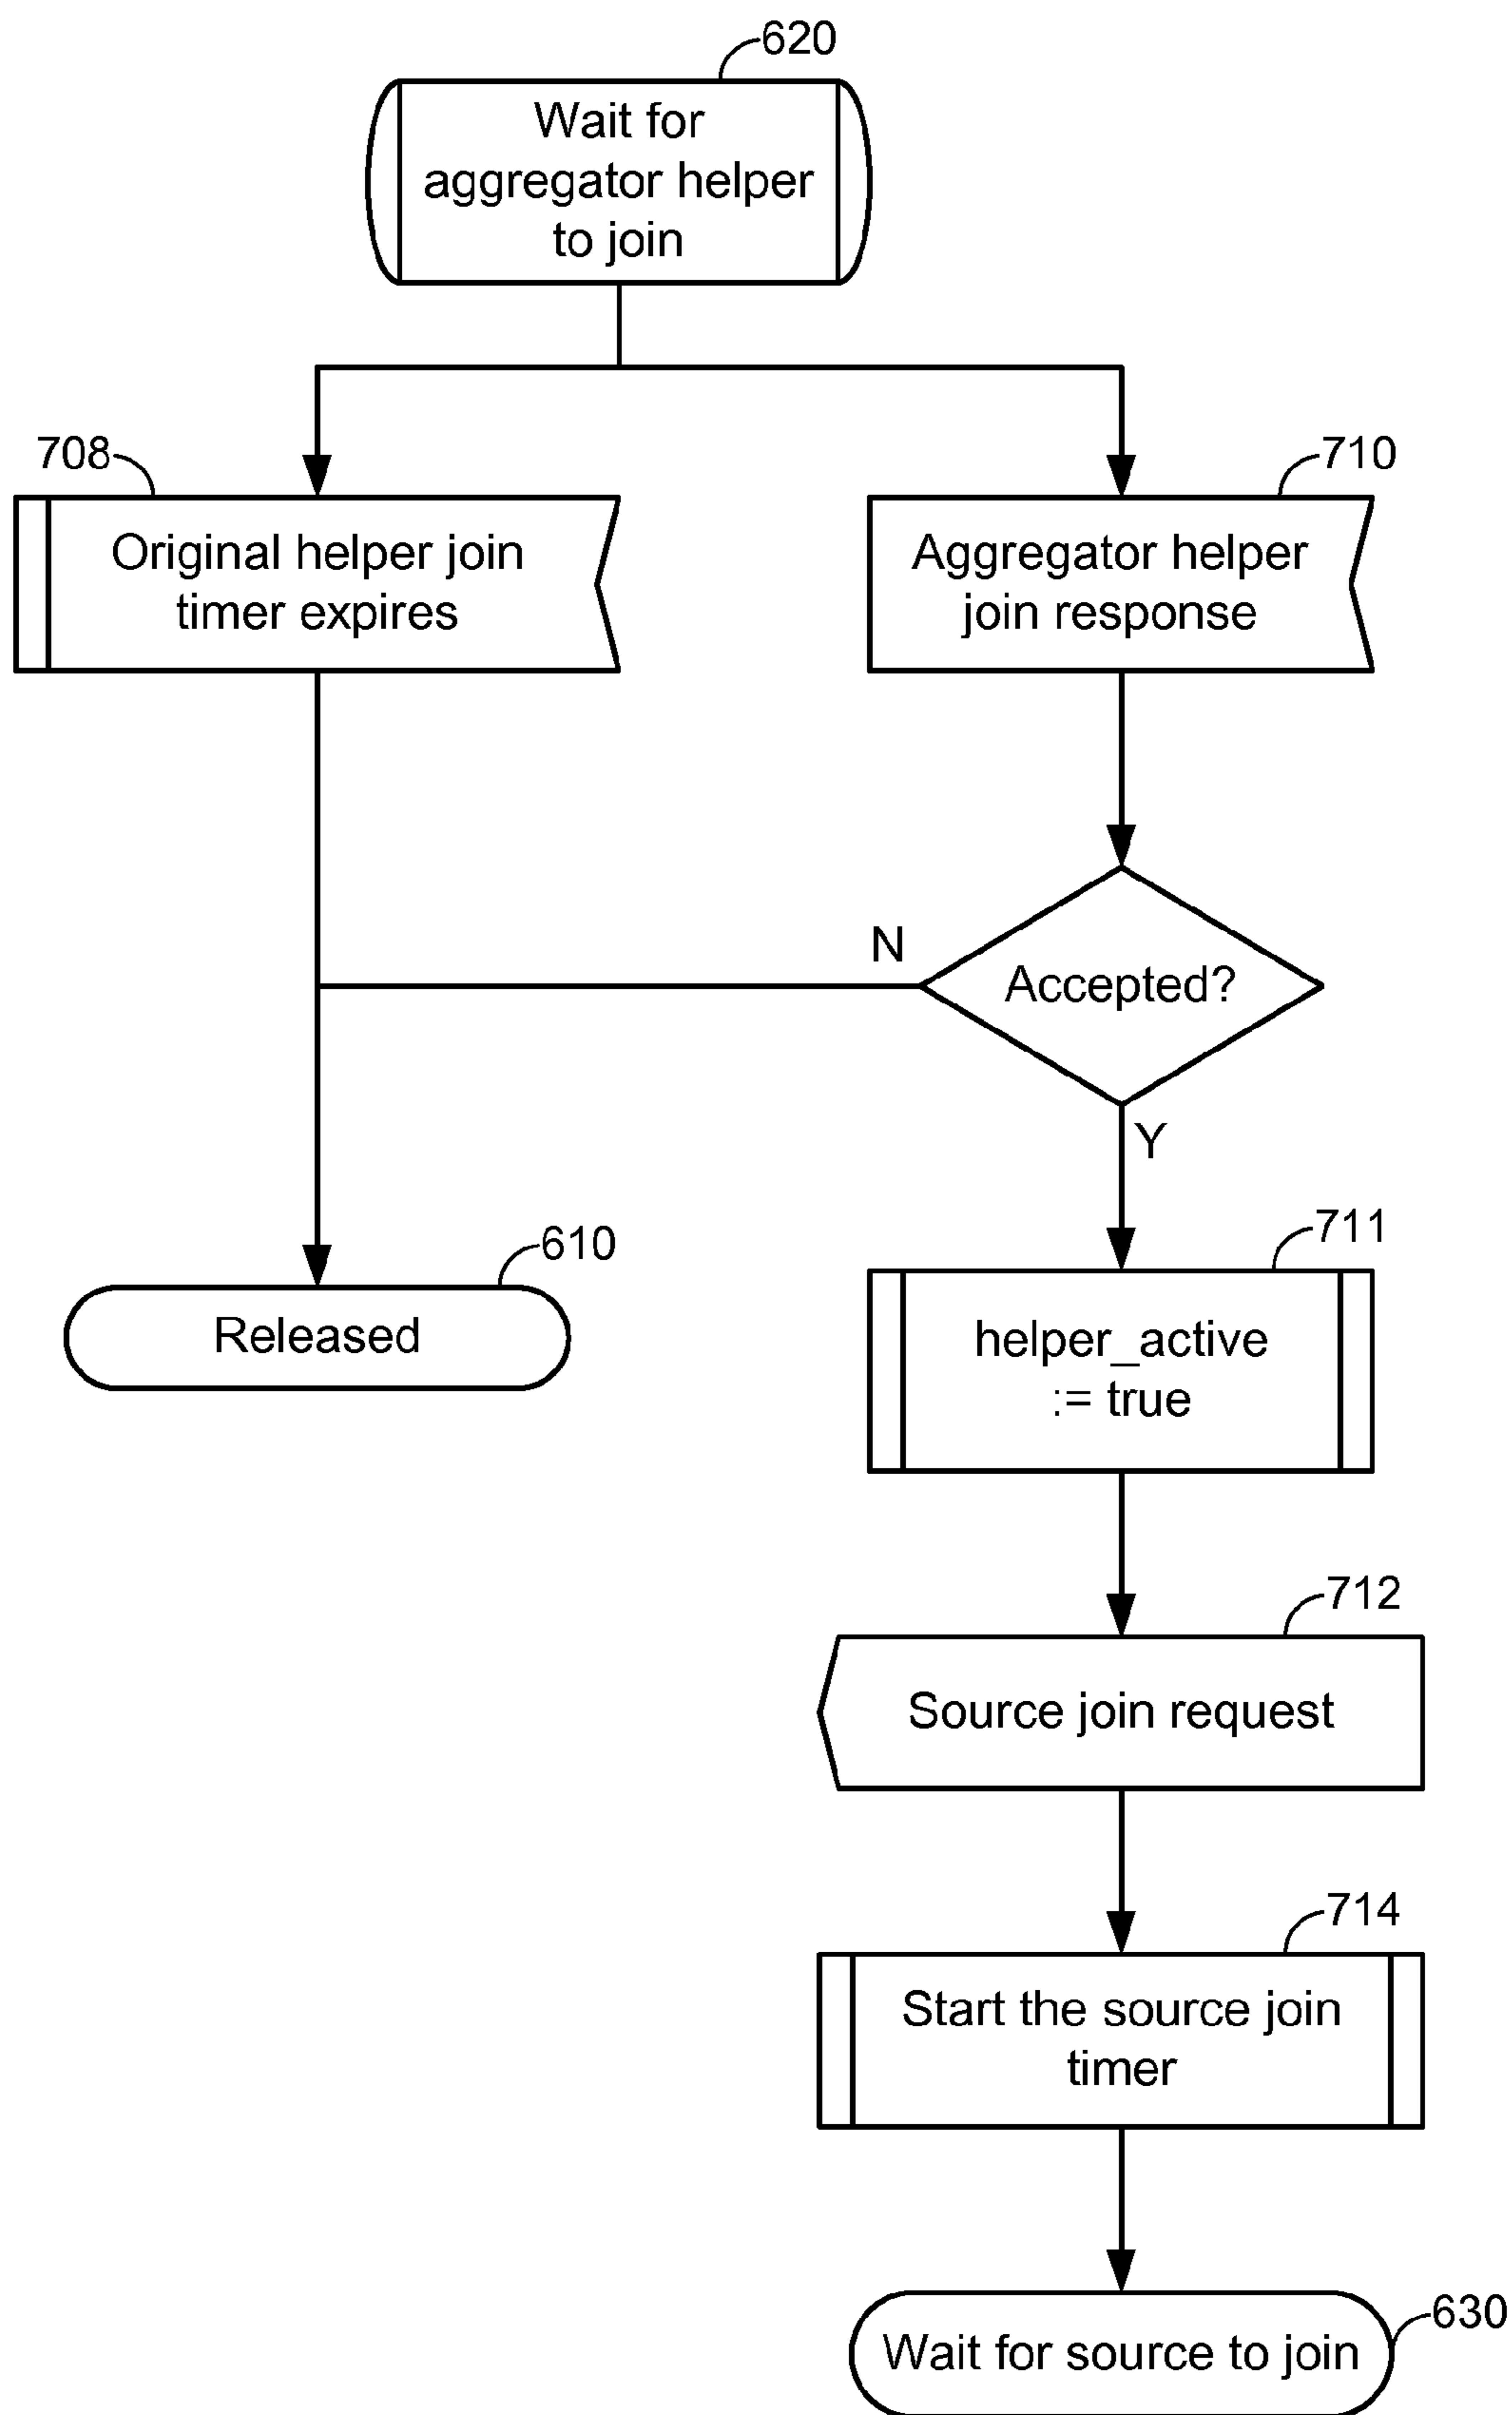 620
Wait for
aggregator helper
to join
708
710
Original helper join
timer expires
Aggregator helper
join response
N
Accepted?
Y
711
610
Released
helper_active
:= true
712
Source join request
714
Start the source join
timer
630
Wait for source to join